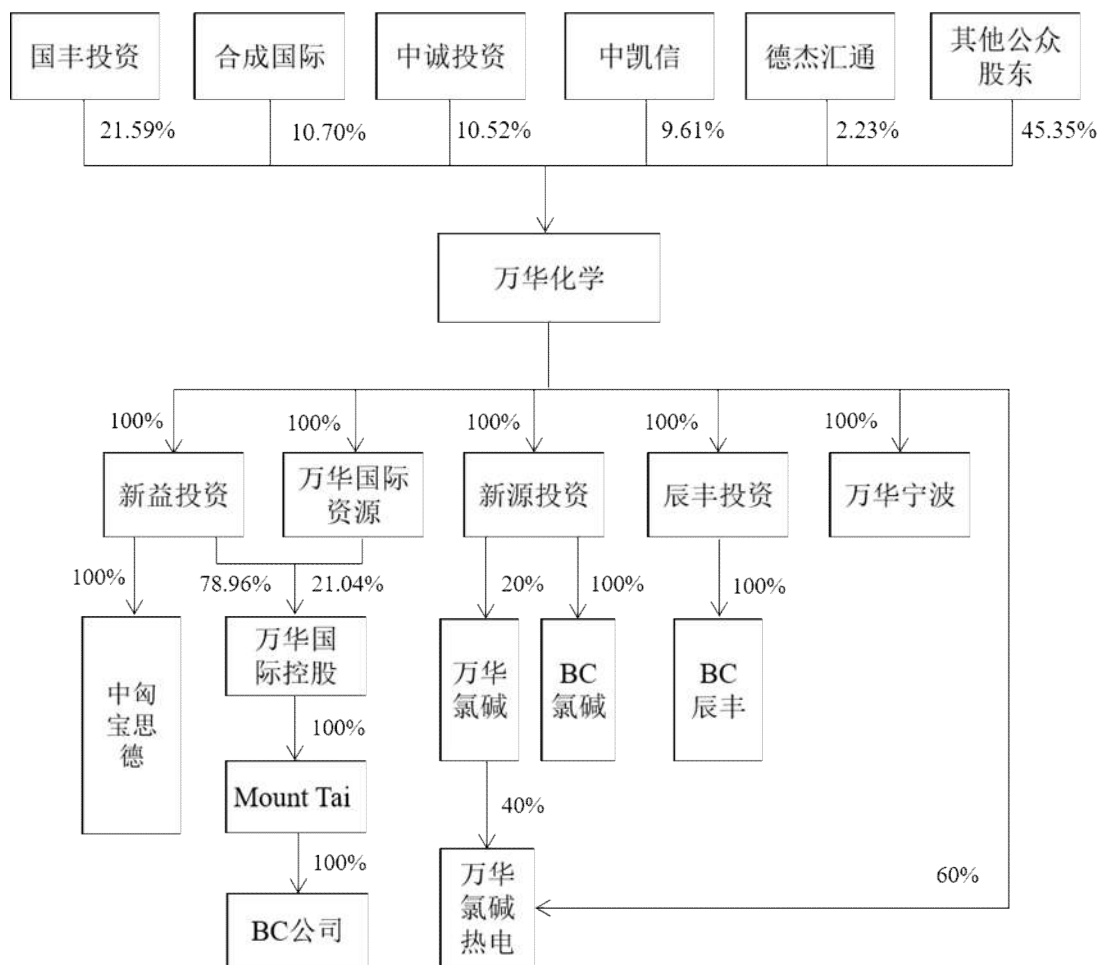 国丰投资
合成国际
中诚投资
中凯信
德杰汇通
其他公众
股东
21.59%
10.70%
10.52%
9.61%
2.23%
45.35%
万华化学
100%
100%
100%
100%
100%
新益投资
万华国际
资源
新源投资
辰丰投资
万华宁波
100%
78.96%
21.04%
20%
100%
100%
中匈
宝思
德
万华国
际控股
万华
氯碱
BC
氯碱
BC
辰丰
100%
Mount Tai
40%
100%
60%
BC公司
万华
氯碱
热电